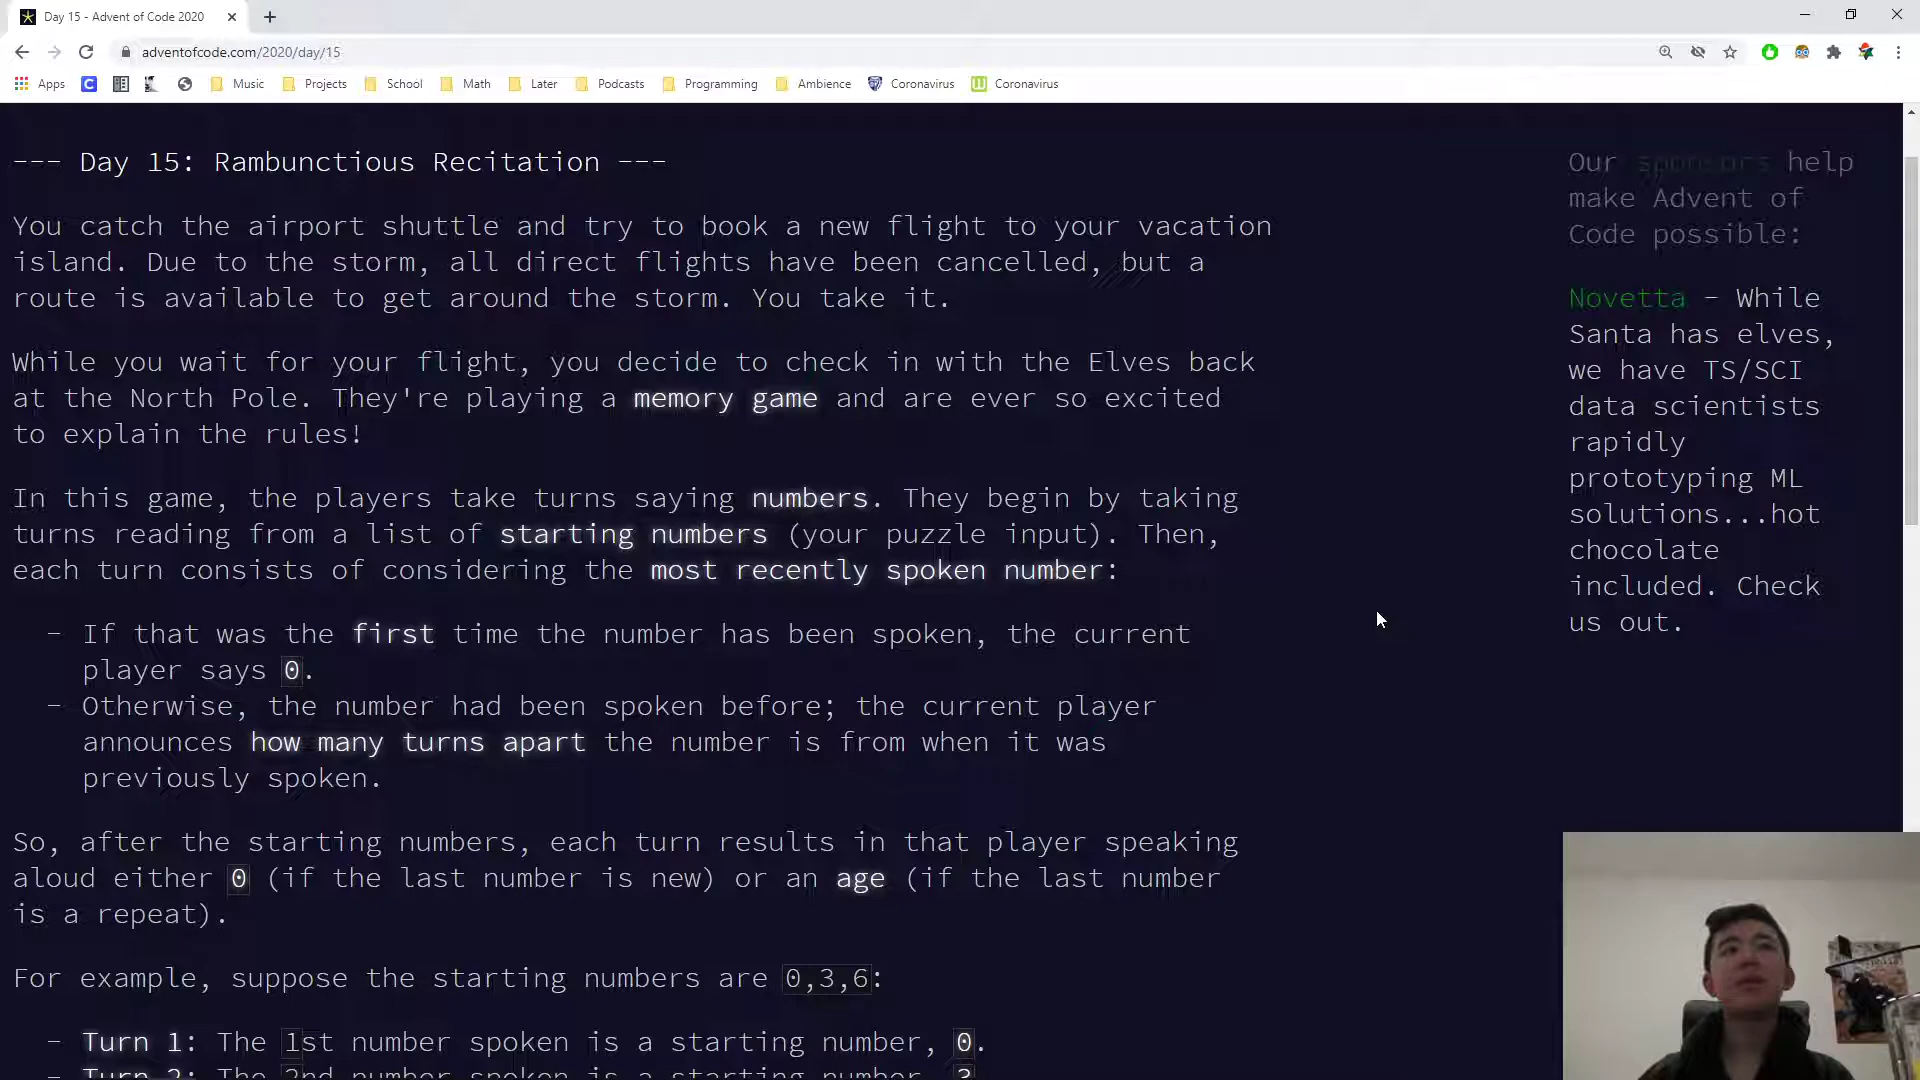 Day 15 - Advent of Code 2020
adventofcode.com/2020/day/15
Apps
Music
Projects
School
Math
Later
Podcasts
Programming
Ambience
Coronavirus
Coronavirus
--- Day 15: Rambunctious Recitation ---
You catch the airport shuttle and try to book a new flight to your vacation
island. Due to the storm, all direct flights have been cancelled, but a
route is available to get around the storm. You take it.
While you wait for your flight, you decide to check in with the Elves back
at the North Pole. They're playing a memory game and are ever so excited
to explain the rules!
In this game, the players take turns saying numbers. They begin by taking
turns reading from a list of starting numbers (your puzzle input). Then,
each turn consists of considering the most recently spoken number:
- If that was the first time the number has been spoken, the current
player says 0.
- Otherwise, the number had been spoken before; the current player
announces how many turns apart the number is from when it was
previously spoken.
So, after the starting numbers, each turn results in that player speaking
aloud either 0 (if the last number is new) or an age (if the last number
is a repeat).
For example, suppose the starting numbers are 0,3,6:
- Turn 1: The 1st number spoken is a starting number, 0.
- Turn 2: The 2nd number spoken is a starting number, 3
Our sponsors help
make Advent of
Code possible:
Novetta - While
Santa has elves,
we have TS/SCI
data scientists
rapidly
prototyping ML
solutions...hot
chocolate
included. Check
us out.